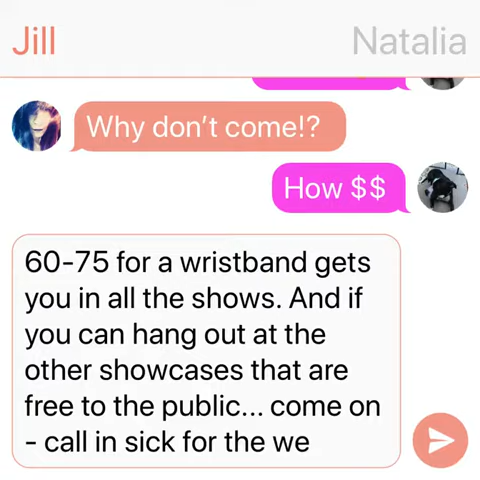 Jill
Natalia
Why don't come!?
How $$
60-75 for a wristband gets
you in all the shows. And if
you can hang out at the
other showcases that are
free to the public... come on
- call in sick for the we